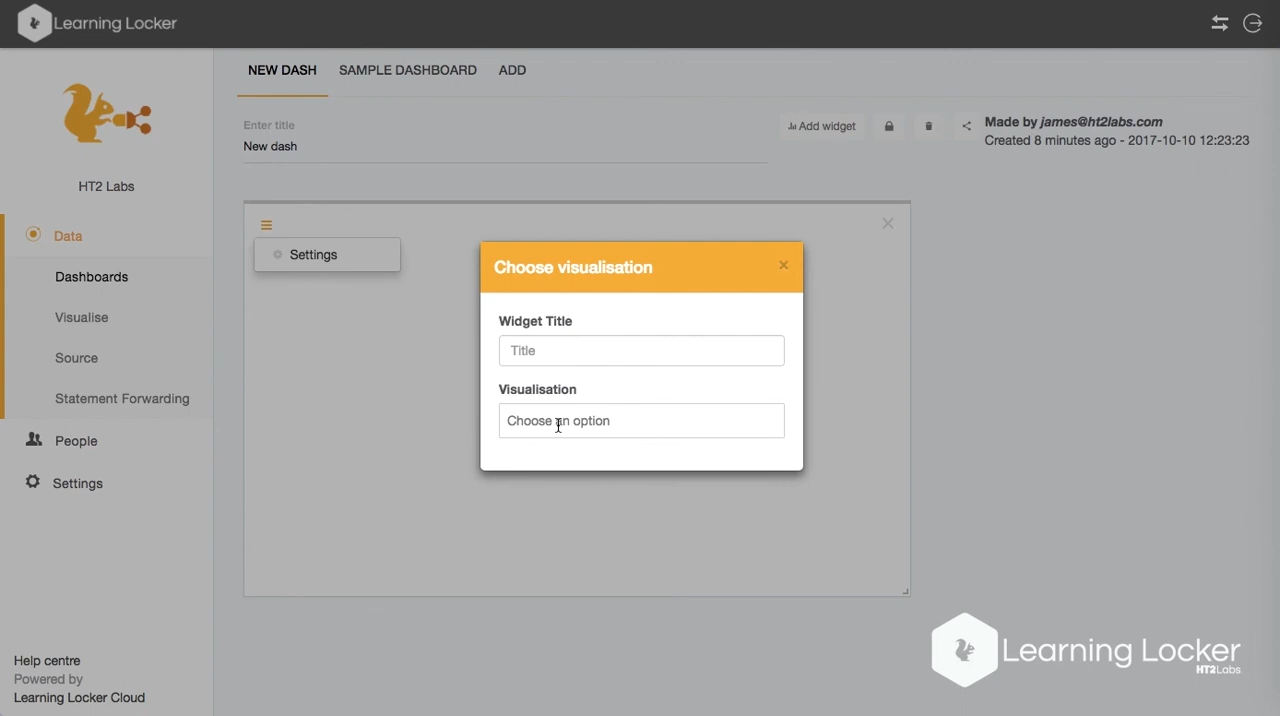 Learning Locker
NEW DASH SAMPLE DASHBOARD ADD
Enter title
New dash
Add widget
Made by james@ht2labs.com
Created 8 minutes ago - 2017-10-10 12:23:23
HT2 Labs
Data
Dashboards
Visualise
Source
Statement Forwarding
People
Settings
Settings
Choose visualisation
×
Widget Title
Title
Visualisation
Choose an option
Help centre
Powered by
Learning Locker Cloud
Learning Locker
HT2Labs